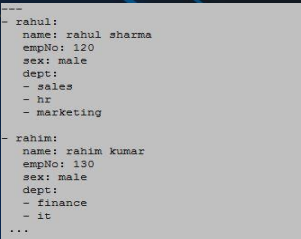 ---
- rahul:
   name: rahul sharma
   empNo: 120
   sex: male
   dept:
   - sales
   - hr
   - marketing

- rahim:
   name: rahim kumar
   empNo: 130
   sex: male
   dept:
   - finance
   - it
 ...